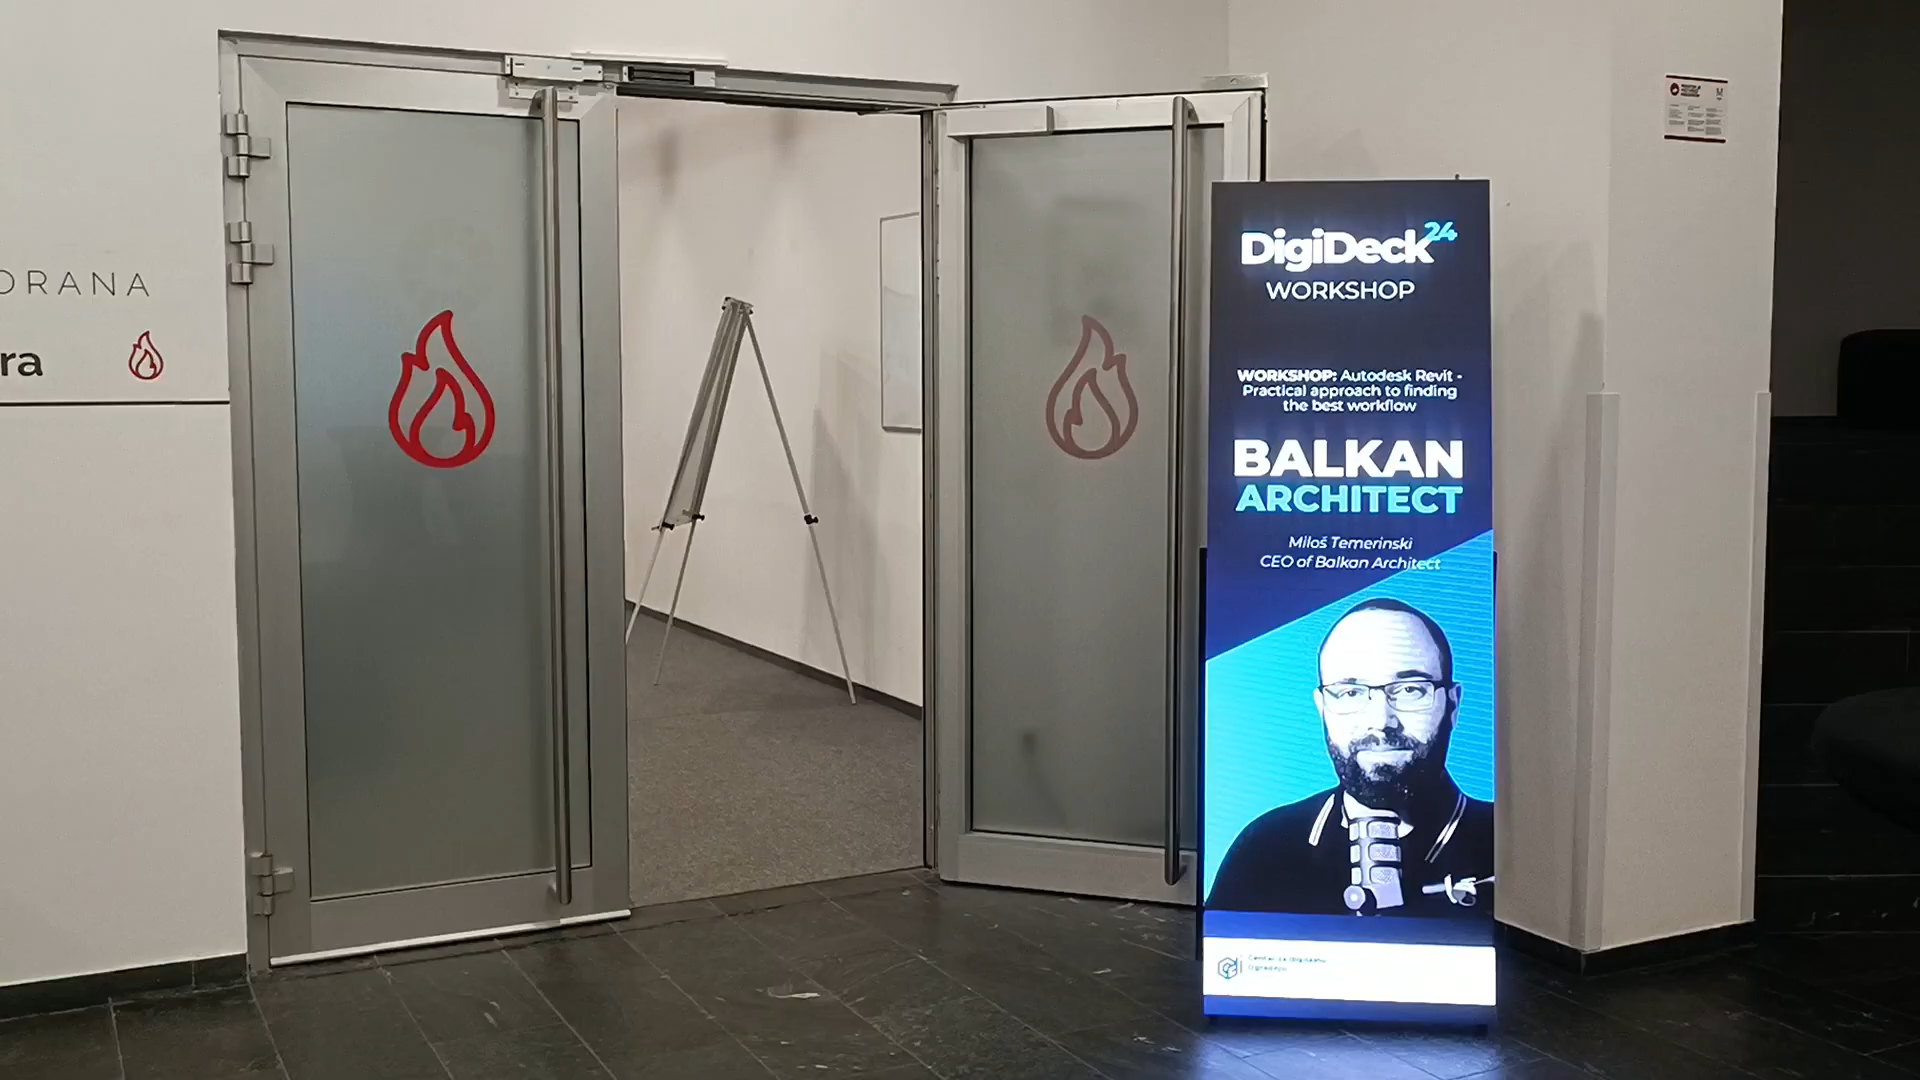 ORANA
ra
DigiDeck24
WORKSHOP
WORKSHOP: Autodesk Revit -
Practical approach to finding
the best workflow
BALKAN
ARCHITECT
Miloš Temerinski
CEO of Balkan Architect